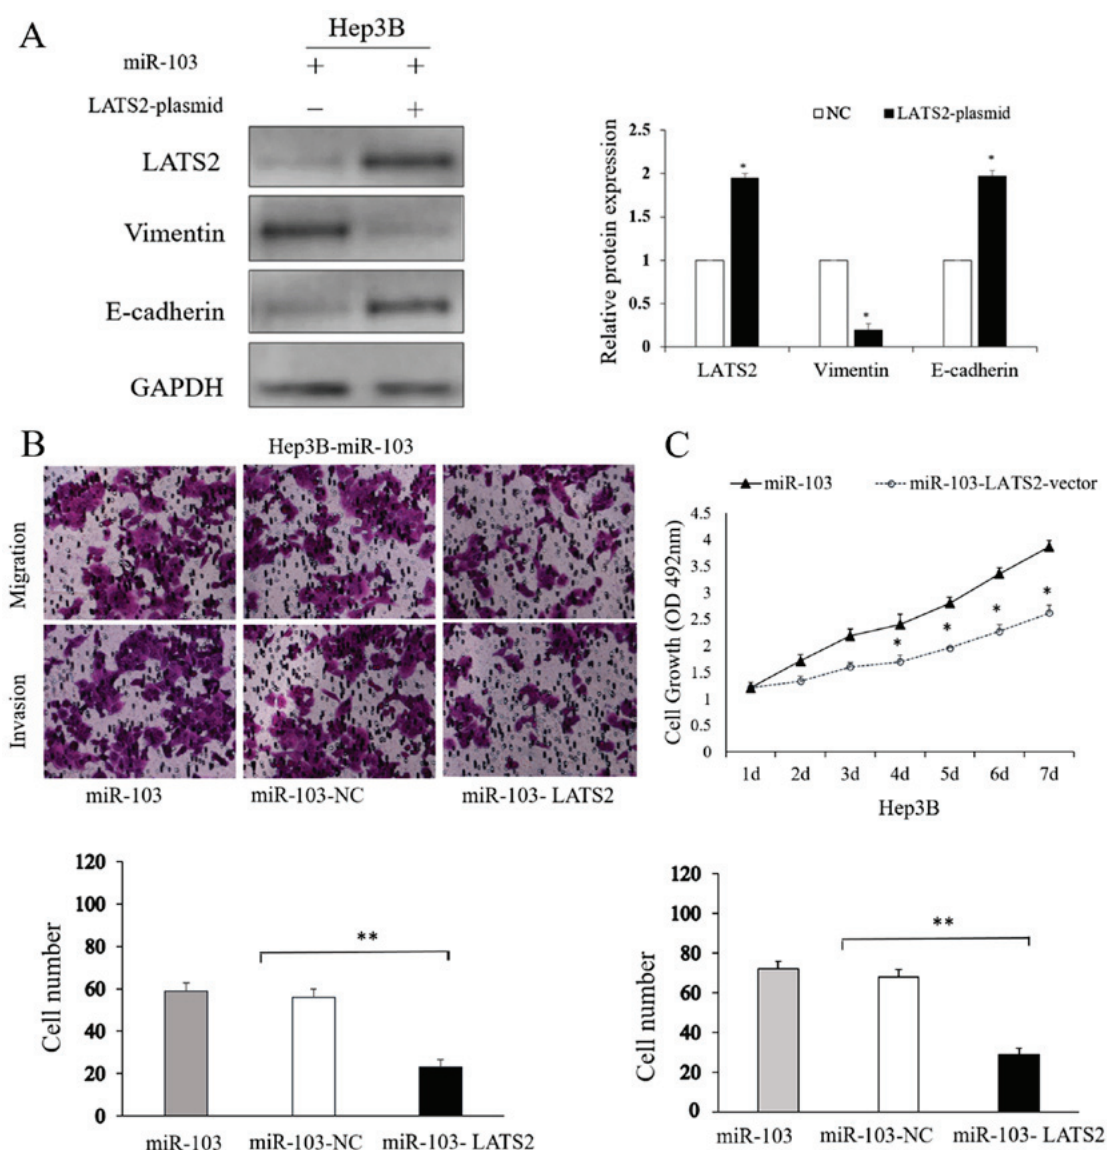 A
Hep3B
miR-103 + +
LATS2-plasmid − +
LATS2
Vimentin
E-cadherin
GAPDH
NC LATS2-plasmid
Relative protein expression
2.5
2
1.5
1
0.5
0
* * *
LATS2 Vimentin E-cadherin
B
Hep3B-miR-103
Migration
Invasion
miR-103 miR-103-NC miR-103- LATS2
C
miR-103 miR-103-LATS2-vector
Cell Growth (OD 492nm)
4.5
4
3.5
3
2.5
2
1.5
1
0.5
0
* * * *
1d 2d 3d 4d 5d 6d 7d
Hep3B
Cell number
120
100
80
60
40
20
0
**
miR-103 miR-103-NC miR-103- LATS2
Cell number
120
100
80
60
40
20
0
**
miR-103 miR-103-NC miR-103- LATS2